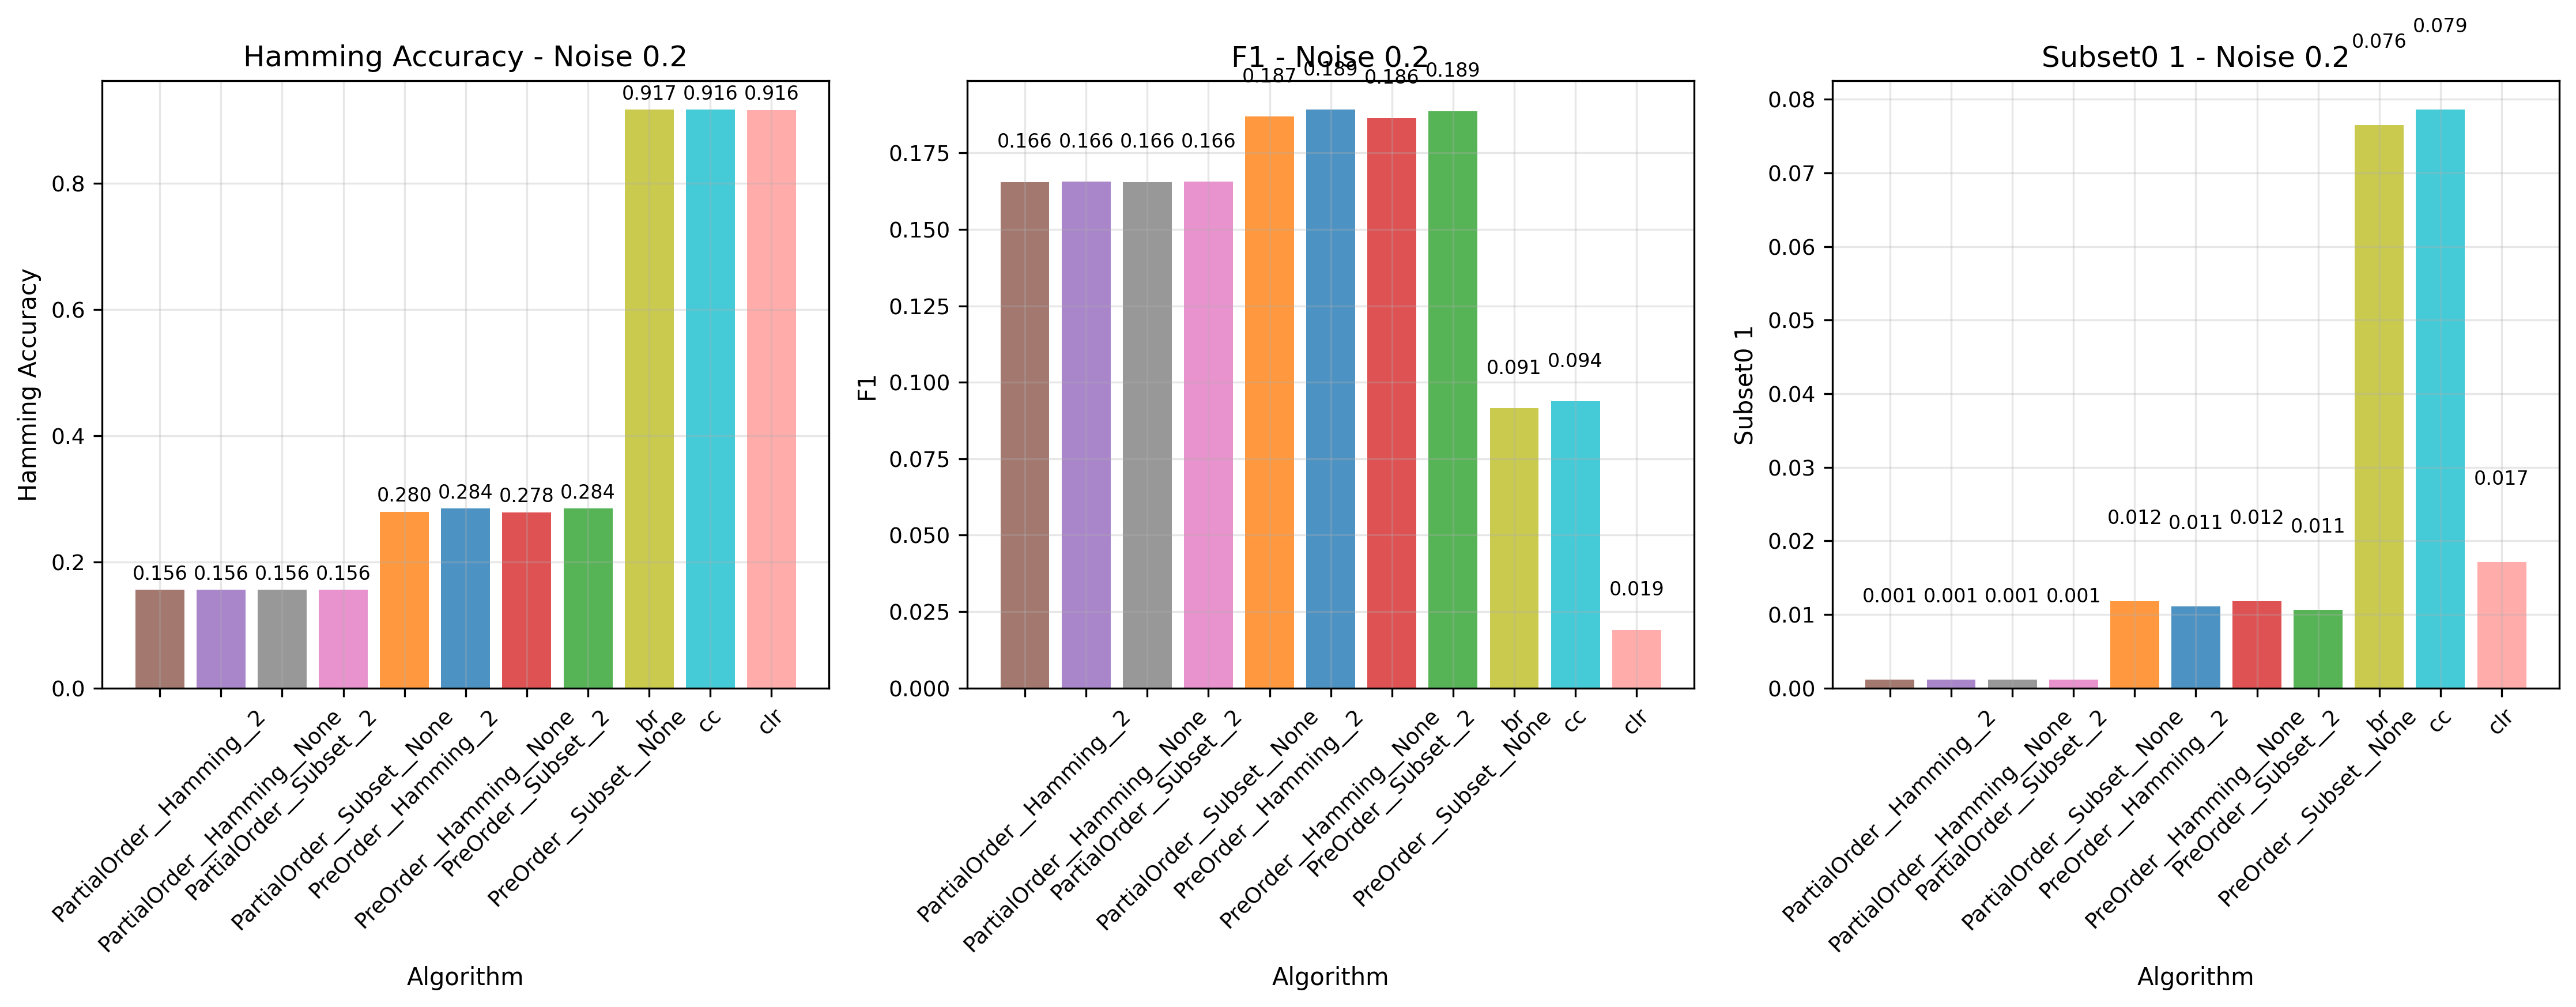 Hamming Accuracy - Noise 0.2
Hamming Accuracy
0.8
0.6
0.4
0.2
0.0
0.156 0.156 0.156 0.156 0.280 0.284 0.278 0.284 0.917 0.916 0.916
PartialOrder__Hamming__2
PartialOrder__Hamming__None
PartialOrder__Subset__2
PartialOrder__Subset__None
PreOrder__Hamming__2
PreOrder__Hamming__None
PreOrder__Subset__2
PreOrder__Subset__None
br
cc
clr
Algorithm
F1 - Noise 0.2
F1
0.175
0.150
0.125
0.100
0.075
0.050
0.025
0.000
0.166 0.166 0.166 0.166 0.187 0.189 0.186 0.189 0.091 0.094 0.019
PartialOrder__Hamming__2
PartialOrder__Hamming__None
PartialOrder__Subset__2
PartialOrder__Subset__None
PreOrder__Hamming__2
PreOrder__Hamming__None
PreOrder__Subset__2
PreOrder__Subset__None
br
cc
clr
Algorithm
Subset0 1 - Noise 0.2
Subset0 1
0.08
0.07
0.06
0.05
0.04
0.03
0.02
0.01
0.00
0.001 0.001 0.001 0.001 0.012 0.011 0.012 0.011 0.076 0.079 0.017
PartialOrder__Hamming__2
PartialOrder__Hamming__None
PartialOrder__Subset__2
PartialOrder__Subset__None
PreOrder__Hamming__2
PreOrder__Hamming__None
PreOrder__Subset__2
PreOrder__Subset__None
br
cc
clr
Algorithm